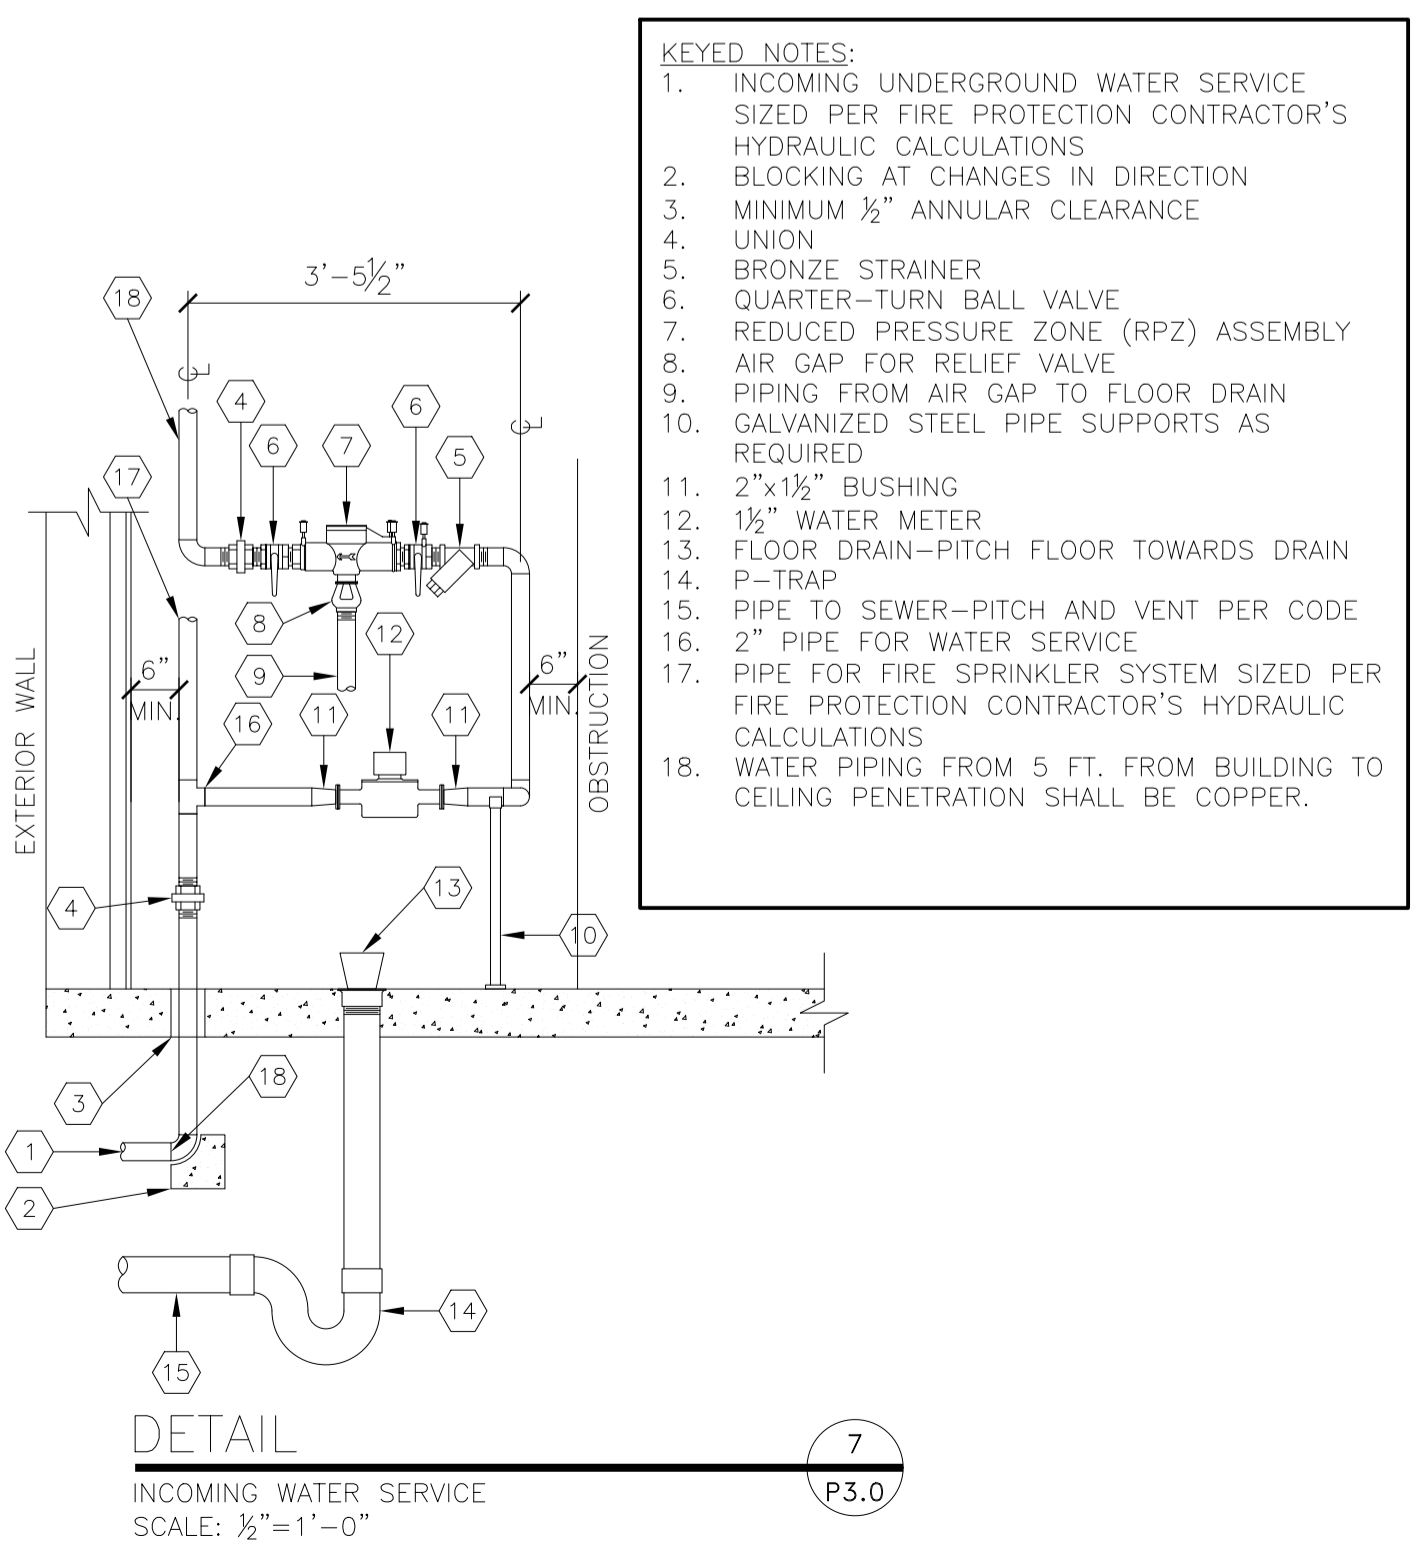 KEYED NOTES:
1. INCOMING UNDERGROUND WATER SERVICE
SIZED PER FIRE PROTECTION CONTRACTOR'S
HYDRAULIC CALCULATIONS
2. BLOCKING AT CHANGES IN DIRECTION
3. MINIMUM ½" ANNULAR CLEARANCE
4. UNION
5. BRONZE STRAINER
6. QUARTER-TURN BALL VALVE
7. REDUCED PRESSURE ZONE (RPZ) ASSEMBLY
8. AIR GAP FOR RELIEF VALVE
9. PIPING FROM AIR GAP TO FLOOR DRAIN
10. GALVANIZED STEEL PIPE SUPPORTS AS
REQUIRED
11. 2"x1½" BUSHING
12. 1½" WATER METER
13. FLOOR DRAIN-PITCH FLOOR TOWARDS DRAIN
14. P-TRAP
15. PIPE TO SEWER-PITCH AND VENT PER CODE
16. 2" PIPE FOR WATER SERVICE
17. PIPE FOR FIRE SPRINKLER SYSTEM SIZED PER
FIRE PROTECTION CONTRACTOR'S HYDRAULIC
CALCULATIONS
18. WATER PIPING FROM 5 FT. FROM BUILDING TO
CEILING PENETRATION SHALL BE COPPER.
3'-5½"
18
CL
4
6
CL
6
7
5
17
8
12
9
EXTERIOR WALL
6"
MIN.
6"
MIN.
OBSTRUCTION
16
11
11
4
13
10
3
18
1
2
14
15
DETAIL
7
P3.0
INCOMING WATER SERVICE
SCALE: ½"=1'-0"